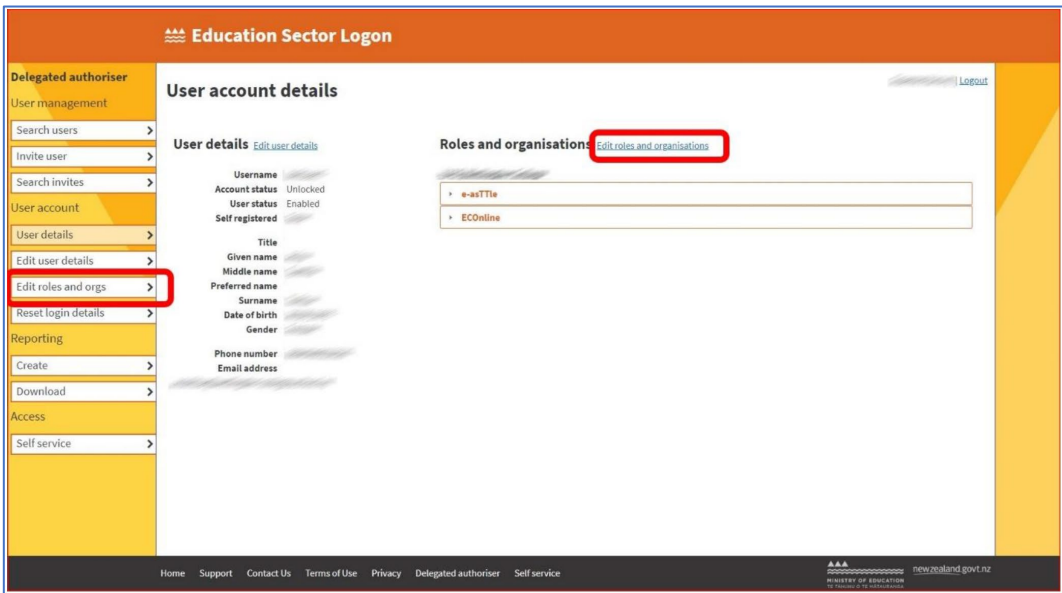 Education Sector Logon
Delegated authoriser
User management
Search users
Invite user
Search invites
User account
User details
Edit user details
Edit roles and orgs
Reset login details
Reporting
Create
Download
Access
Self service
Logout
User account details
User details Edit user details
Username
Account status Unlocked
User status Enabled
Self registered
Title
Given name
Middle name
Preferred name
Surname
Date of birth
Gender
Phone number
Email address
Roles and organisations Edit roles and organisations
e-asTTle
ECOnline
Home Support Contact Us Terms of Use Privacy Delegated authoriser Self service
MINISTRY OF EDUCATION
TE TĀHUHU O TE MĀTAURANGA
newzealand.govt.nz